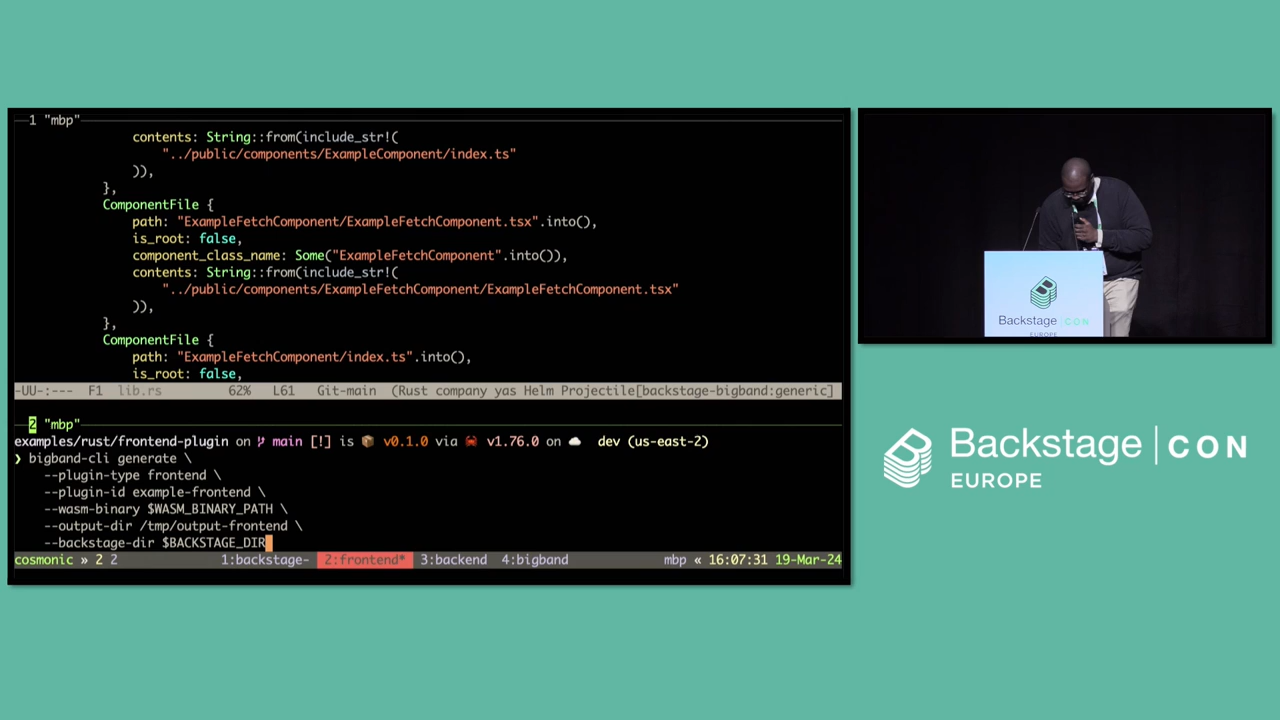 1 "mbp"
contents: String::from(include_str!(
"../public/components/ExampleComponent/index.ts"
)),
},
ComponentFile {
path: "ExampleFetchComponent/ExampleFetchComponent.tsx".into(),
is_root: false,
component_class_name: Some("ExampleFetchComponent".into()),
contents: String::from(include_str!(
"../public/components/ExampleFetchComponent/ExampleFetchComponent.tsx"
)),
},
ComponentFile {
path: "ExampleFetchComponent/index.ts".into(),
is_root: false,
-UU-:--- F1 lib.rs 62% L61 Git-main (Rust company yas Helm Projectile[backstage-bigband:generic]
2 "mbp"
examples/rust/frontend-plugin on main [!] is v0.1.0 via v1.76.0 on dev (us-east-2)
❯ bigband-cli generate \
--plugin-type frontend \
--plugin-id example-frontend \
--wasm-binary $WASM_BINARY_PATH \
--output-dir /tmp/output-frontend \
--backstage-dir $BACKSTAGE_DIR
cosmonic » 2 2 1:backstage- 2:frontend* 3:backend 4:bigband mbp « 16:07:31 19-Mar-24
Backstage CON
EUROPE
Backstage | CON
EUROPE